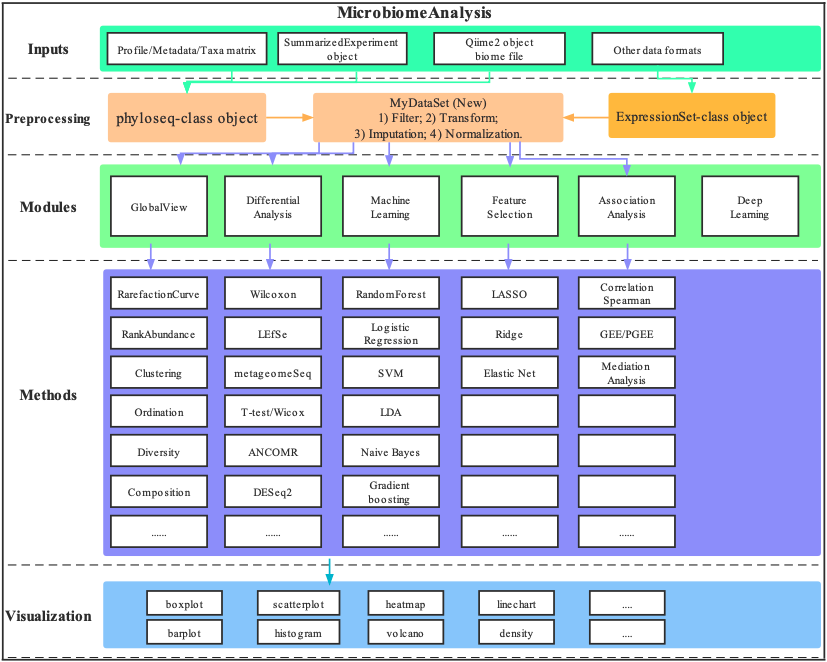 MicrobiomeAnalysis
Inputs
Profile/Metadata/Taxa matrix
SummarizedExperiment
object
Qiime2 object
biome file
Other data formats
Preprocessing
phyloseq-class object
MyDataSet (New)
1) Filter; 2) Transform;
3) Imputation; 4) Normalization.
ExpressionSet-class object
Modules
GlobalView
Differential
Analysis
Machine
Learning
Feature
Selection
Association
Analysis
Deep
Learning
Methods
RarefactionCurve
Wilcoxon
RandomForest
LASSO
Correlation
Spearman
RankAbundance
LEfSe
Logistic
Regression
Ridge
GEE/PGEE
Clustering
metageomeSeq
SVM
Elastic Net
Mediation
Analysis
Ordination
T-test/Wicox
LDA
Diversity
ANCOMR
Naive Bayes
Composition
DESeq2
Gradient
boosting
......
......
......
......
......
Visualization
boxplot
scatterplot
heatmap
linechart
....
barplot
histogram
volcano
density
....